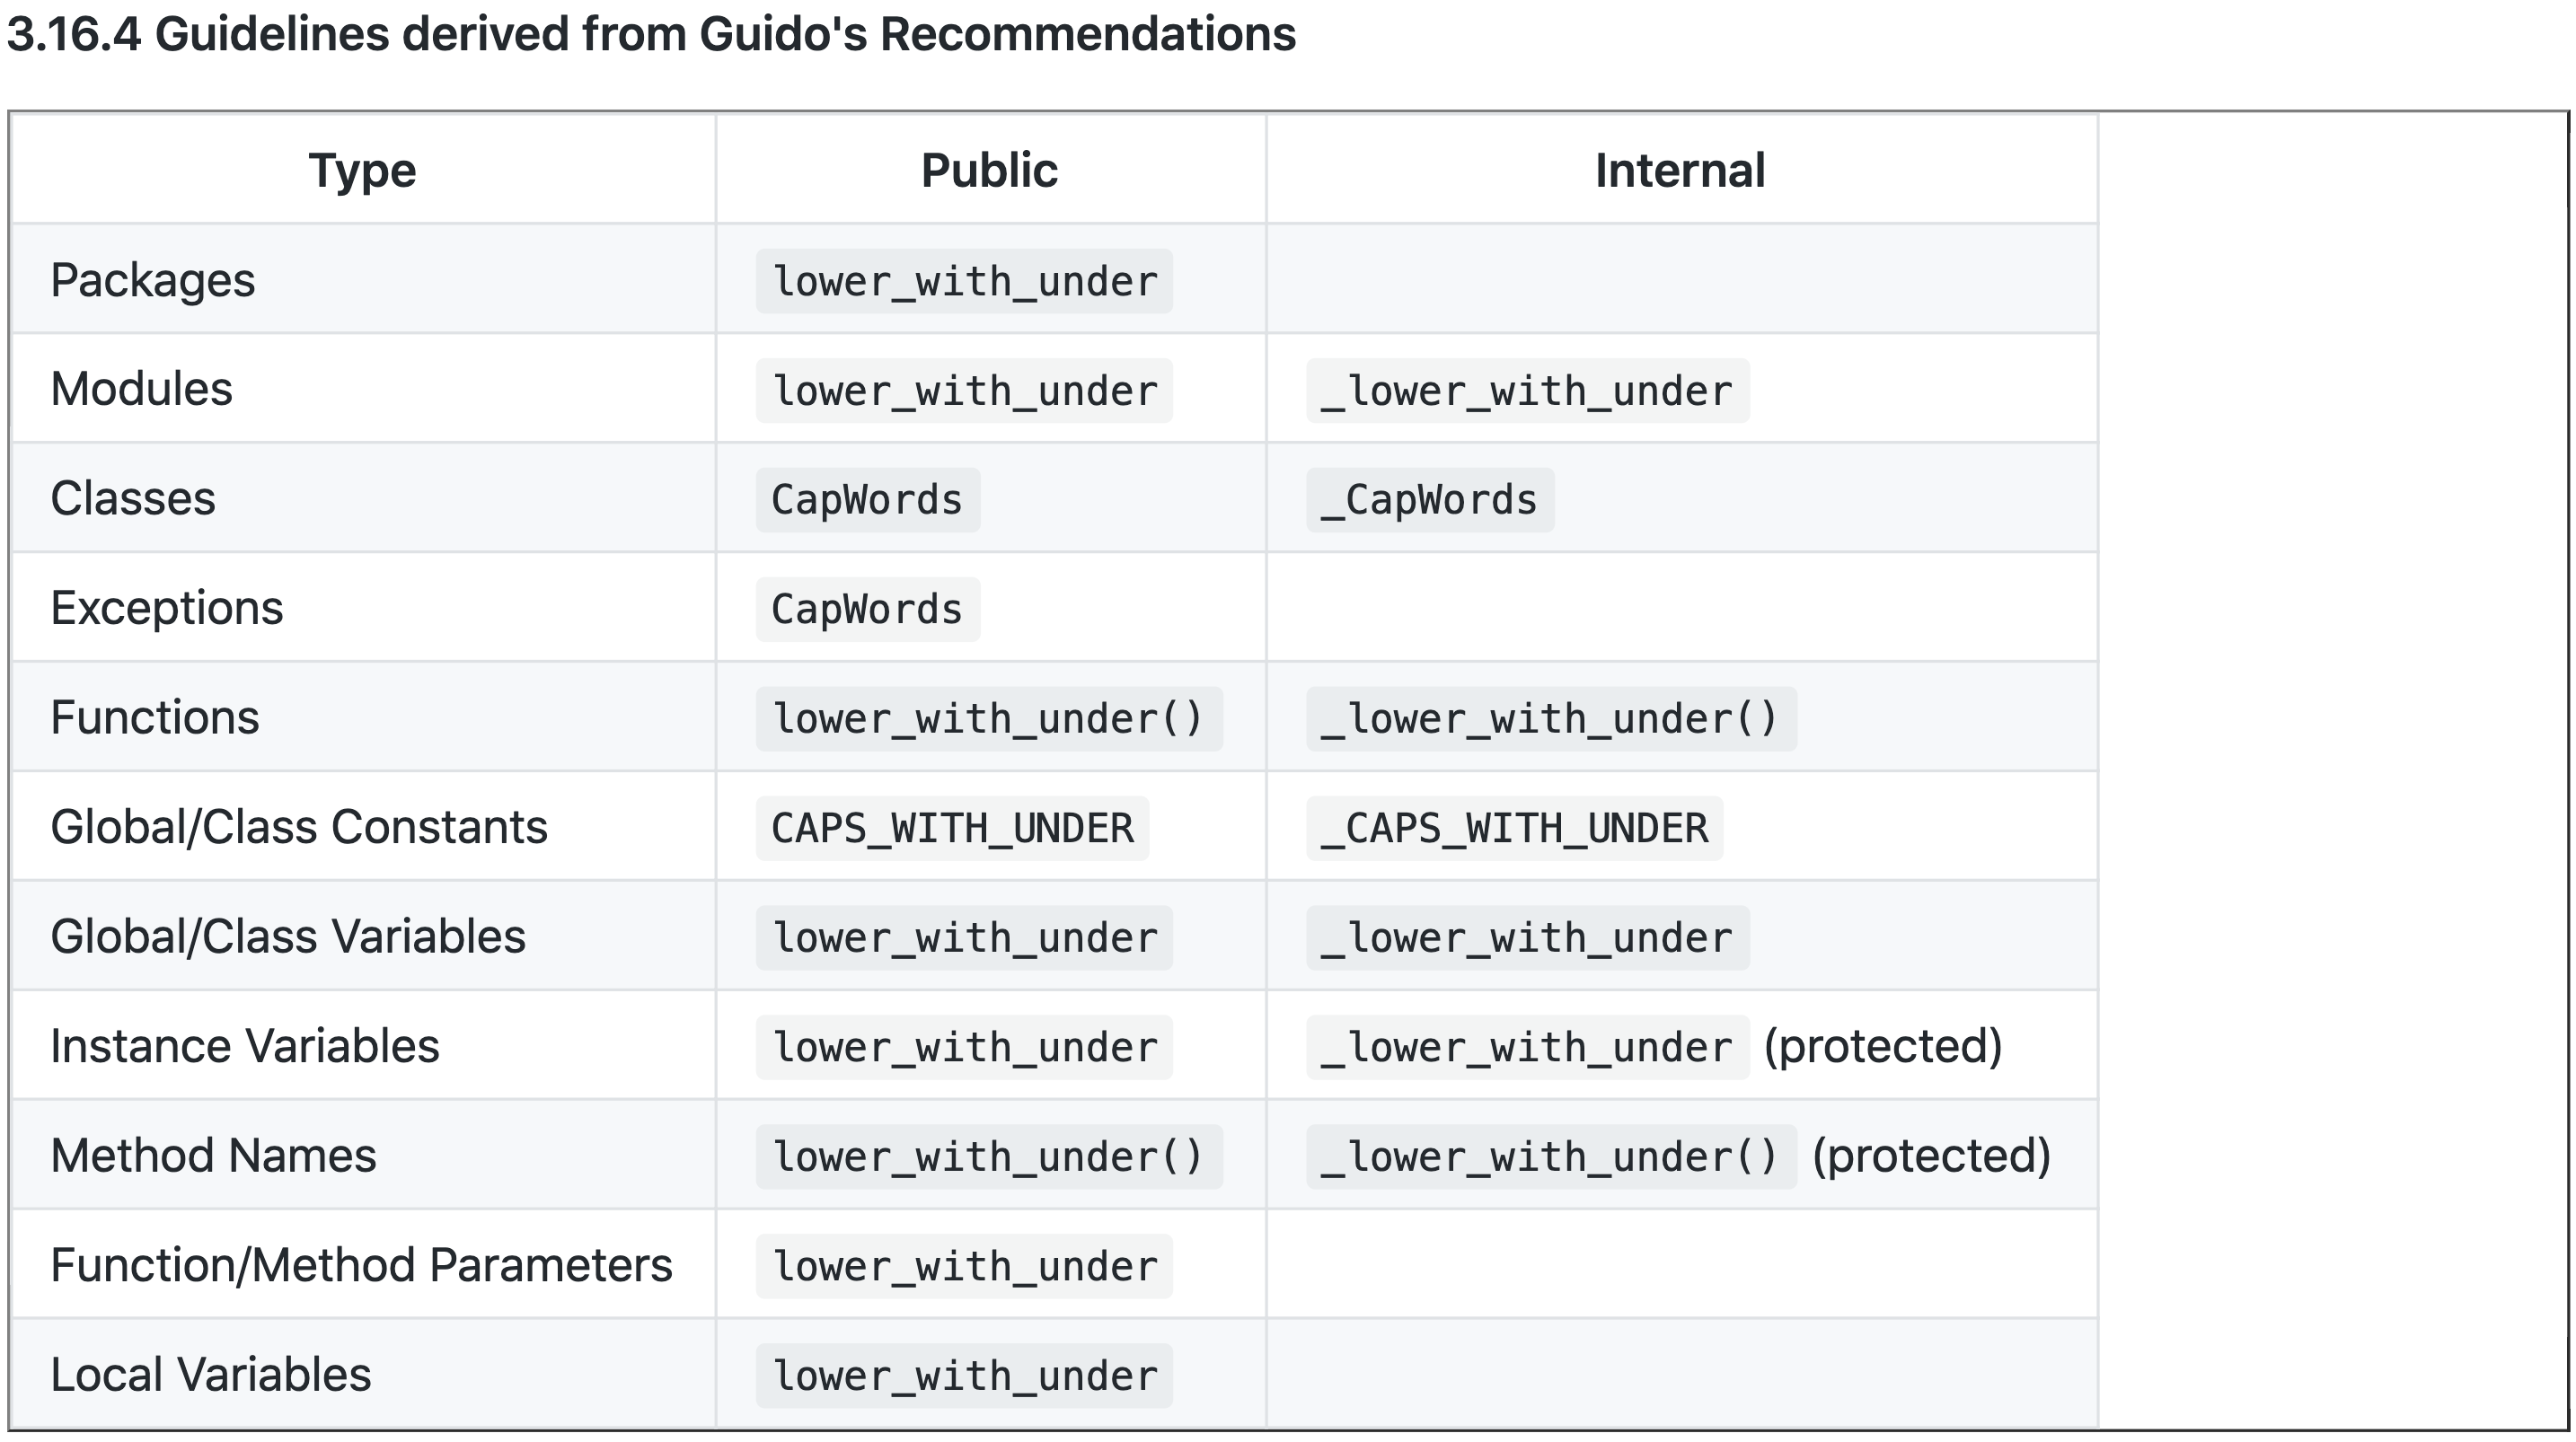 3.16.4 Guidelines derived from Guido's Recommendations
Type Public Internal
Packages lower_with_under
Modules lower_with_under _lower_with_under
Classes CapWords _CapWords
Exceptions CapWords
Functions lower_with_under() _lower_with_under()
Global/Class Constants CAPS_WITH_UNDER _CAPS_WITH_UNDER
Global/Class Variables lower_with_under _lower_with_under
Instance Variables lower_with_under _lower_with_under (protected)
Method Names lower_with_under() _lower_with_under() (protected)
Function/Method Parameters lower_with_under
Local Variables lower_with_under